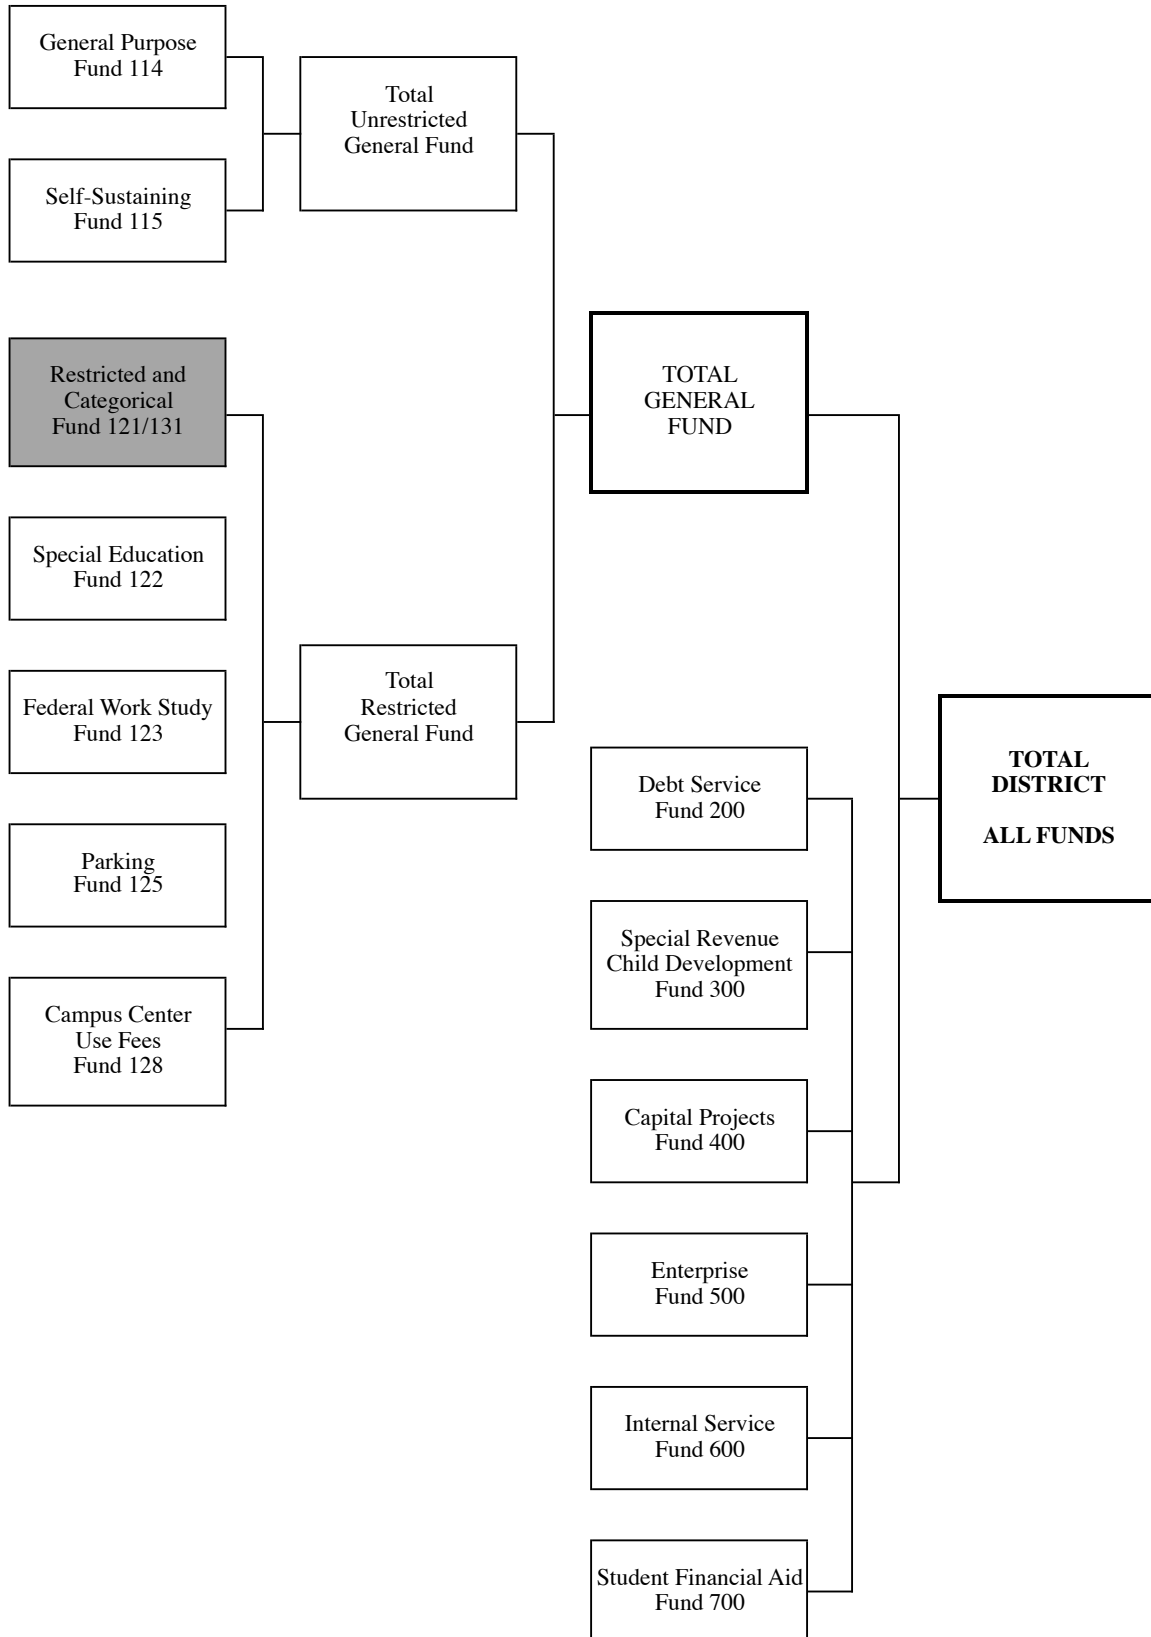 General Purpose
Fund 114
Self-Sustaining
Fund 115
Restricted and
Categorical
Fund 121/131
Special Education
Fund 122
Federal Work Study
Fund 123
Parking
Fund 125
Campus Center
Use Fees
Fund 128
Total
Unrestricted
General Fund
Total
Restricted
General Fund
TOTAL
GENERAL
FUND
Debt Service
Fund 200
Special Revenue
Child Development
Fund 300
Capital Projects
Fund 400
Enterprise
Fund 500
Internal Service
Fund 600
Student Financial Aid
Fund 700
TOTAL
DISTRICT
ALL FUNDS